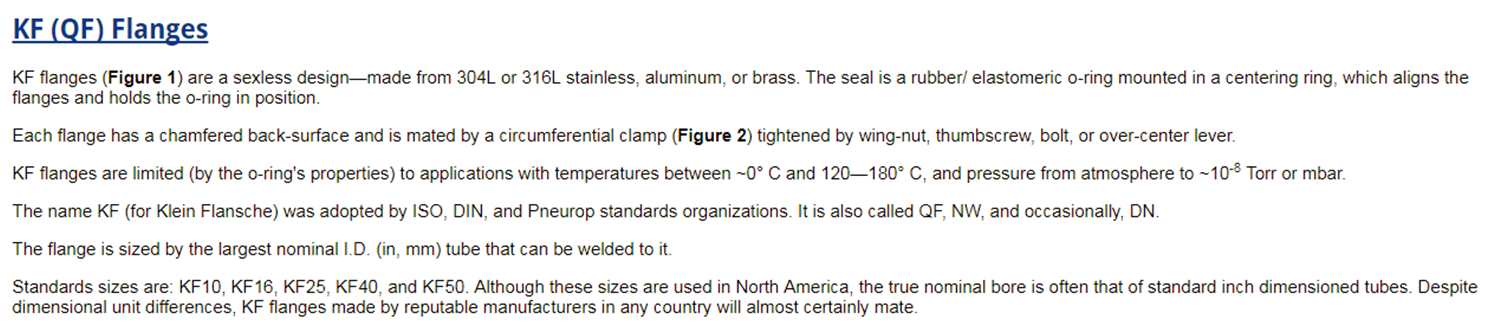 KF (QF) Flanges
KF flanges (Figure 1) are a sexless design—made from 304L or 316L stainless, aluminum, or brass. The seal is a rubber/ elastomeric o-ring mounted in a centering ring, which aligns the
flanges and holds the o-ring in position.
Each flange has a chamfered back-surface and is mated by a circumferential clamp (Figure 2) tightened by wing-nut, thumbscrew, bolt, or over-center lever.
KF flanges are limited (by the o-ring's properties) to applications with temperatures between ~0° C and 120—180° C, and pressure from atmosphere to ~10⁻⁸ Torr or mbar.
The name KF (for Klein Flansche) was adopted by ISO, DIN, and Pneurop standards organizations. It is also called QF, NW, and occasionally, DN.
The flange is sized by the largest nominal I.D. (in, mm) tube that can be welded to it.
Standards sizes are: KF10, KF16, KF25, KF40, and KF50. Although these sizes are used in North America, the true nominal bore is often that of standard inch dimensioned tubes. Despite
dimensional unit differences, KF flanges made by reputable manufacturers in any country will almost certainly mate.